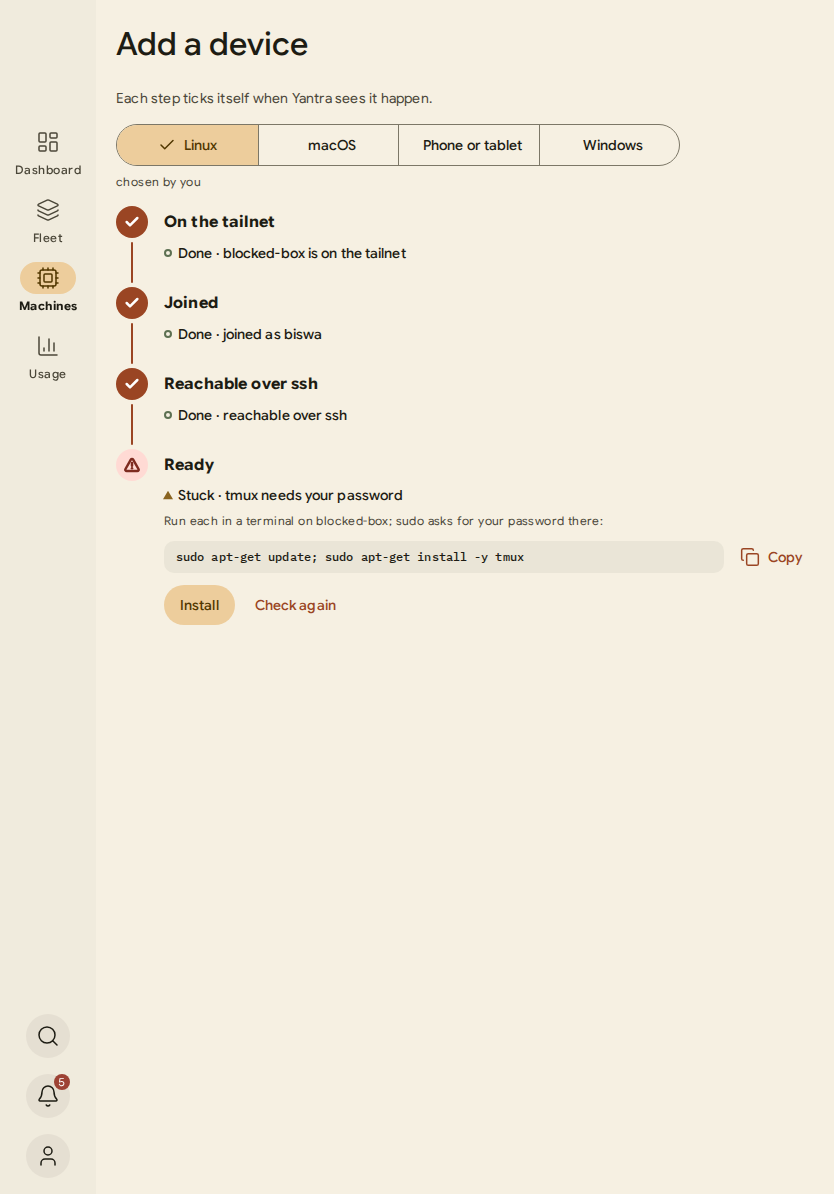 Add a device
Each step ticks itself when Yantra sees it happen.
Linux
macOS
Phone or tablet
Windows
chosen by you
Dashboard
Fleet
Machines
Usage
On the tailnet
Done · blocked-box is on the tailnet
Joined
Done · joined as biswa
Reachable over ssh
Done · reachable over ssh
Ready
Stuck · tmux needs your password
Run each in a terminal on blocked-box; sudo asks for your password there:
sudo apt-get update; sudo apt-get install -y tmux
Copy
Install
Check again
5